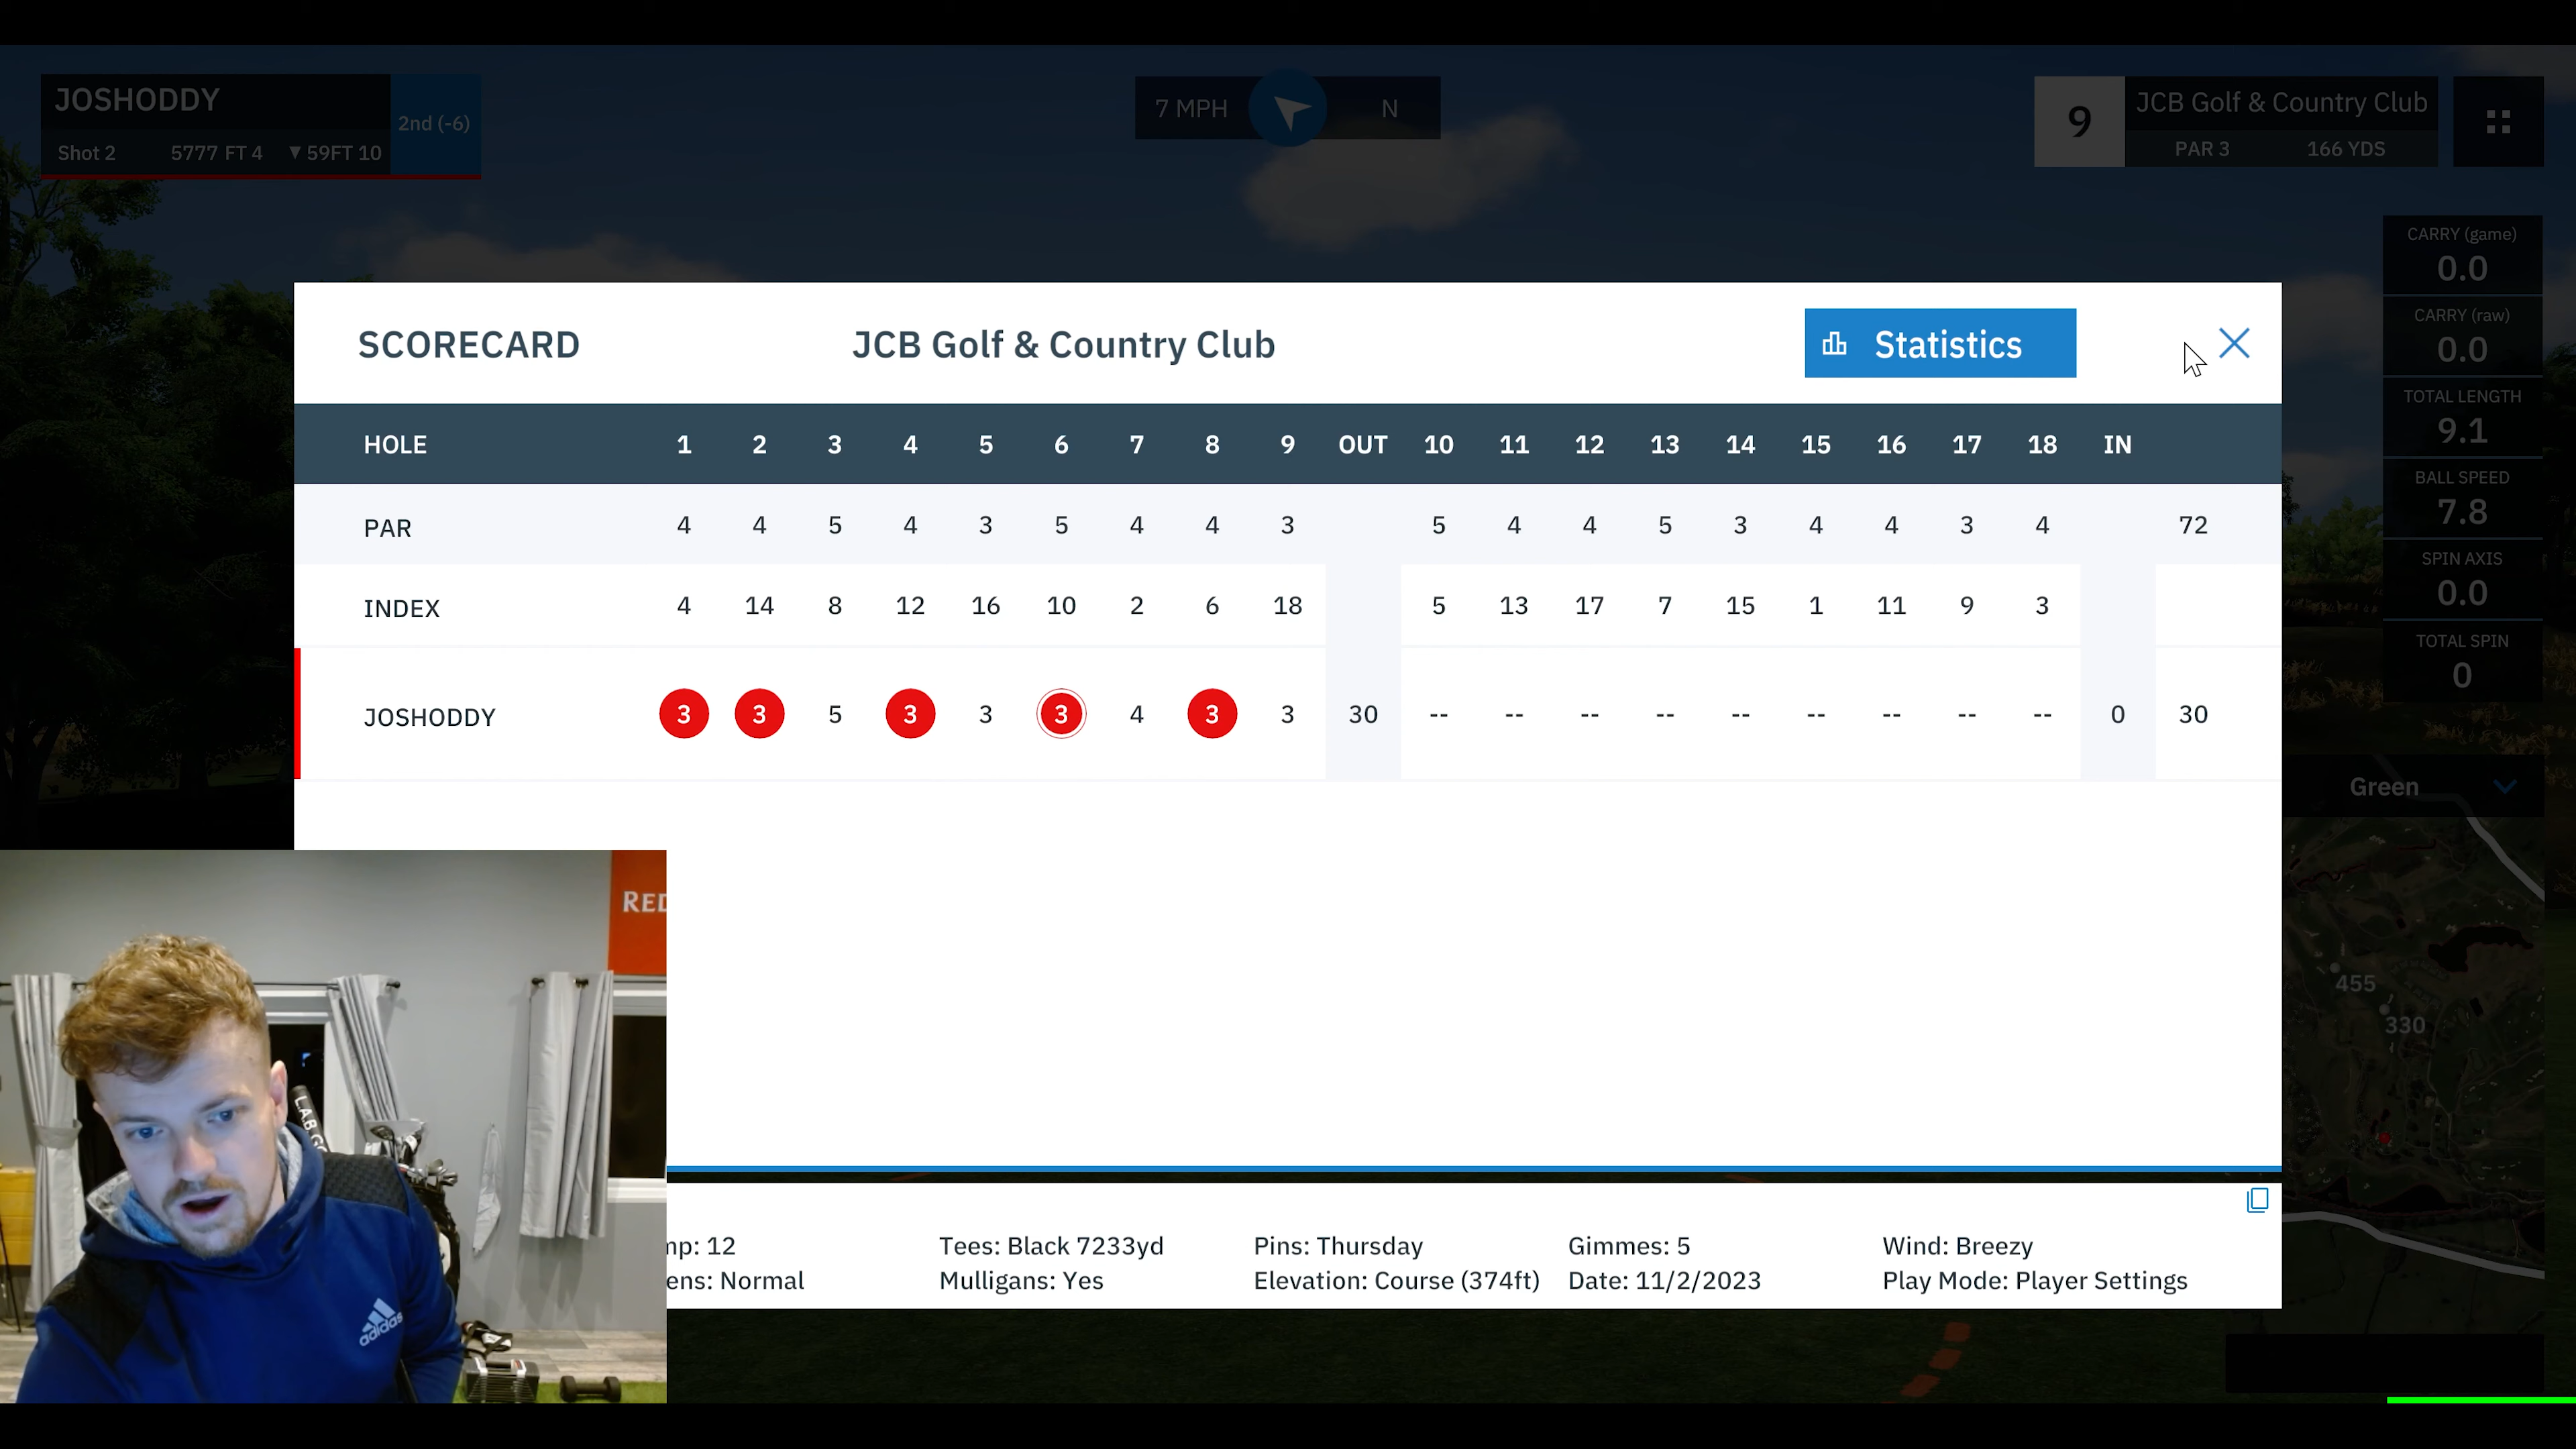 JOSHODDY
2nd (-6)
Shot 2 5777 FT 4 ▼ 59FT 10
7 MPH N
9
JCB Golf & Country Club
PAR 3 166 YDS
CARRY (game)
0.0
CARRY (raw)
0.0
TOTAL LENGTH
9.1
BALL SPEED
7.8
SPIN AXIS
0.0
TOTAL SPIN
0
SCORECARD JCB Golf & Country Club Statistics
HOLE 1 2 3 4 5 6 7 8 9 OUT 10 11 12 13 14 15 16 17 18 IN
PAR 4 4 5 4 3 5 4 4 3 5 4 4 5 3 4 4 3 4 72
INDEX 4 14 8 12 16 10 2 6 18 5 13 17 7 15 1 11 9 3
JOSHODDY 3 3 5 3 3 3 4 3 3 30 -- -- -- -- -- -- -- -- -- 0 30
Green
455
330
RED
L.A.B. GO
adidas
mp: 12 Tees: Black 7233yd Pins: Thursday Gimmes: 5 Wind: Breezy
ens: Normal Mulligans: Yes Elevation: Course (374ft) Date: 11/2/2023 Play Mode: Player Settings